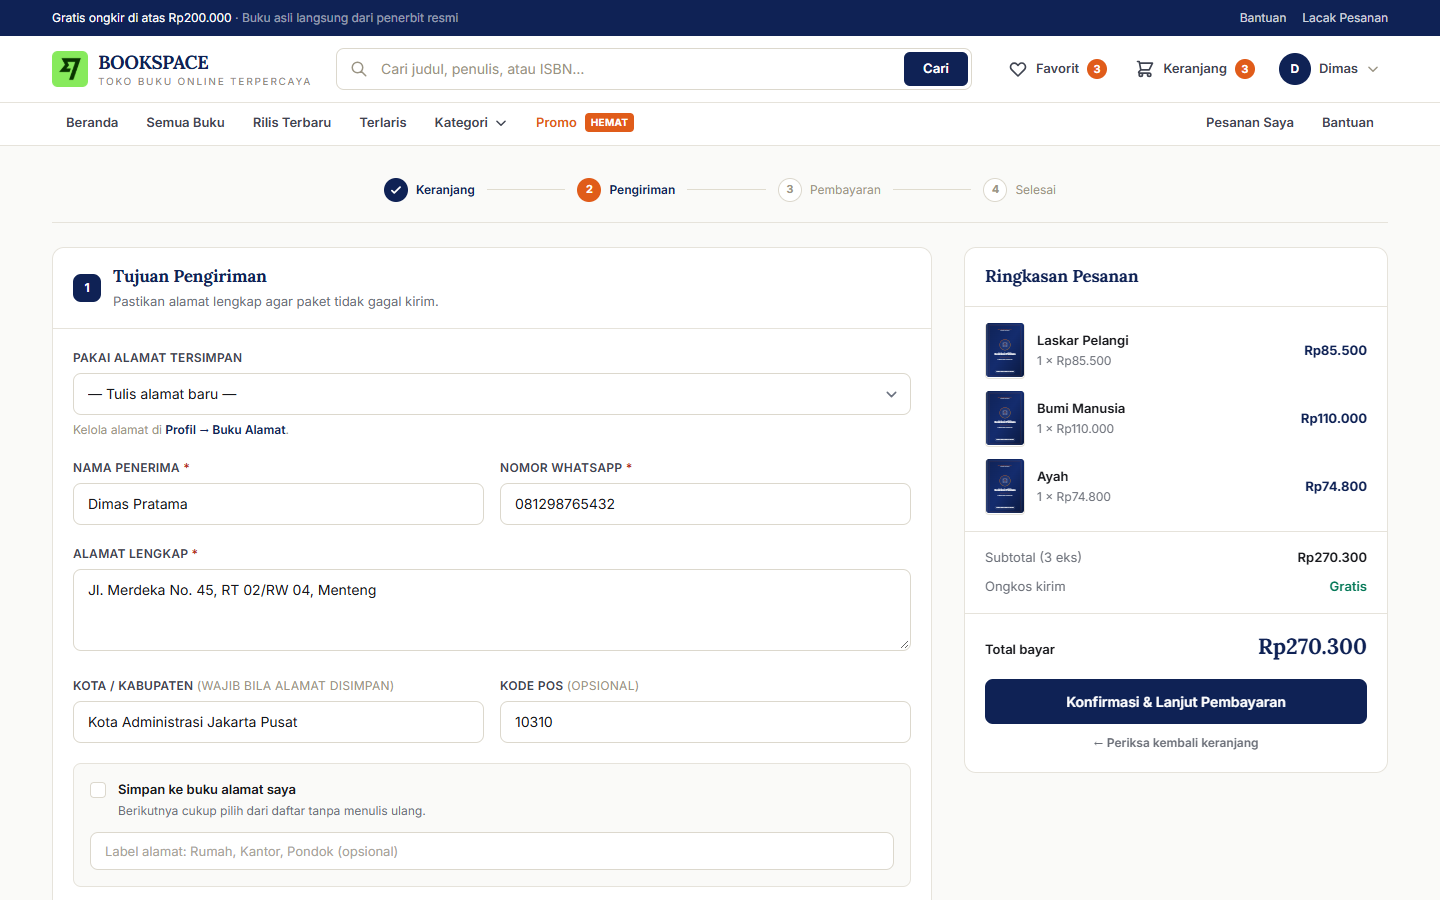 Gratis ongkir di atas Rp200.000 · Buku asli langsung dari penerbit resmi
Bantuan Lacak Pesanan
BOOKSPACE
TOKO BUKU ONLINE TERPERCAYA
Cari judul, penulis, atau ISBN...
Cari
Favorit 3
Keranjang 3
D Dimas
Beranda Semua Buku Rilis Terbaru Terlaris Kategori Promo HEMAT
Pesanan Saya Bantuan
Keranjang
2 Pengiriman
3 Pembayaran
4 Selesai
1
Tujuan Pengiriman
Pastikan alamat lengkap agar paket tidak gagal kirim.
PAKAI ALAMAT TERSIMPAN
— Tulis alamat baru —
Kelola alamat di Profil → Buku Alamat.
NAMA PENERIMA *
Dimas Pratama
NOMOR WHATSAPP *
081298765432
ALAMAT LENGKAP *
Jl. Merdeka No. 45, RT 02/RW 04, Menteng
KOTA / KABUPATEN (WAJIB BILA ALAMAT DISIMPAN)
Kota Administrasi Jakarta Pusat
KODE POS (OPSIONAL)
10310
Simpan ke buku alamat saya
Berikutnya cukup pilih dari daftar tanpa menulis ulang.
Label alamat: Rumah, Kantor, Pondok (opsional)
Ringkasan Pesanan
Laskar Pelangi
1 × Rp85.500
Rp85.500
Bumi Manusia
1 × Rp110.000
Rp110.000
Ayah
1 × Rp74.800
Rp74.800
Subtotal (3 eks) Rp270.300
Ongkos kirim Gratis
Total bayar Rp270.300
Konfirmasi & Lanjut Pembayaran
← Periksa kembali keranjang